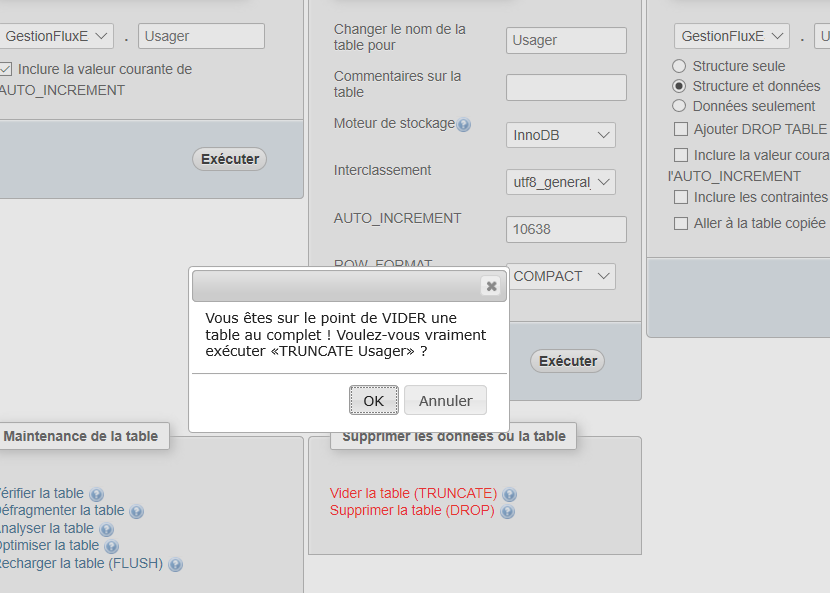 GestionFluxE . Usager
Inclure la valeur courante de
AUTO_INCREMENT
Exécuter
Changer le nom de la
table pour
Usager
Commentaires sur la
table
Moteur de stockage
InnoDB
Interclassement
utf8_general
AUTO_INCREMENT
10638
ROW_FORMAT
COMPACT
Exécuter
GestionFluxE . U
Structure seule
Structure et données
Données seulement
Ajouter DROP TABLE
Inclure la valeur coura
l'AUTO_INCREMENT
Inclure les contraintes
Aller à la table copiée
Vous êtes sur le point de VIDER une
table au complet ! Voulez-vous vraiment
exécuter «TRUNCATE Usager» ?
OK
Annuler
Maintenance de la table
érifier la table
éfragmenter la table
nalyser la table
ptimiser la table
echarger la table (FLUSH)
Supprimer les données ou la table
Vider la table (TRUNCATE)
Supprimer la table (DROP)